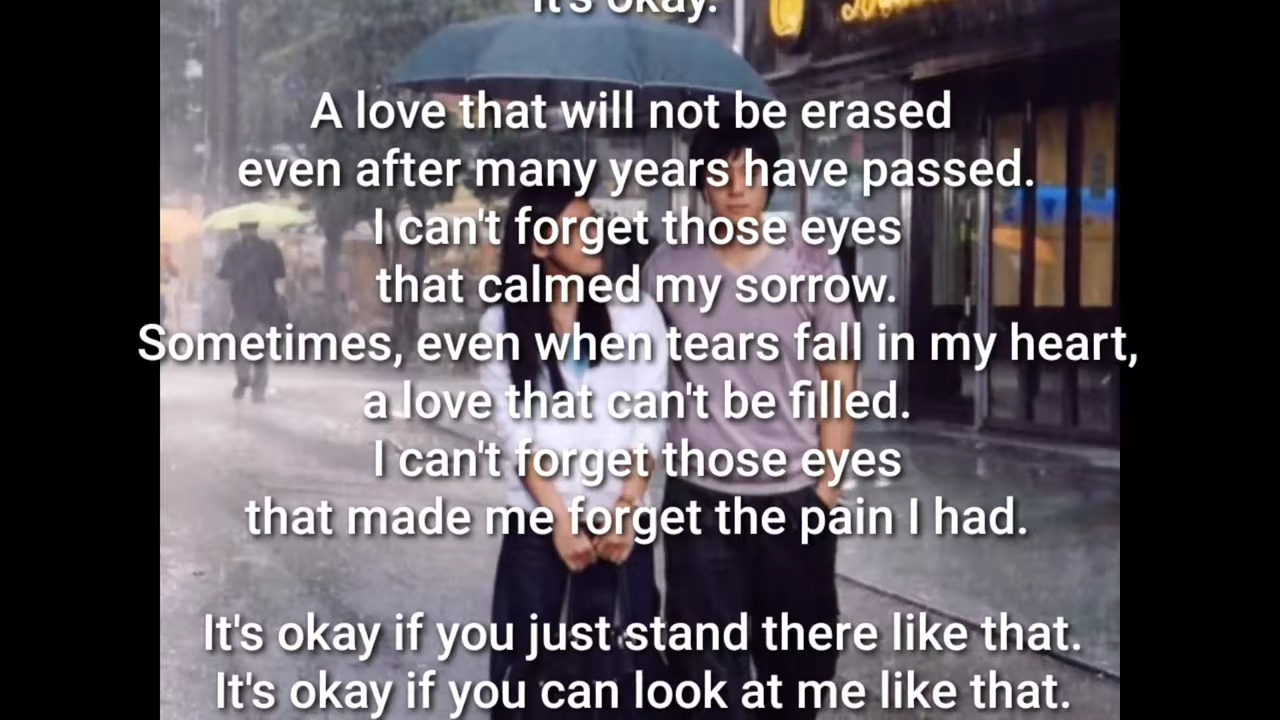 It's okay.
A love that will not be erased
even after many years have passed.
I can't forget those eyes
that calmed my sorrow.
Sometimes, even when tears fall in my heart,
a love that can't be filled.
I can't forget those eyes
that made me forget the pain I had.
It's okay if you just stand there like that.
It's okay if you can look at me like that.